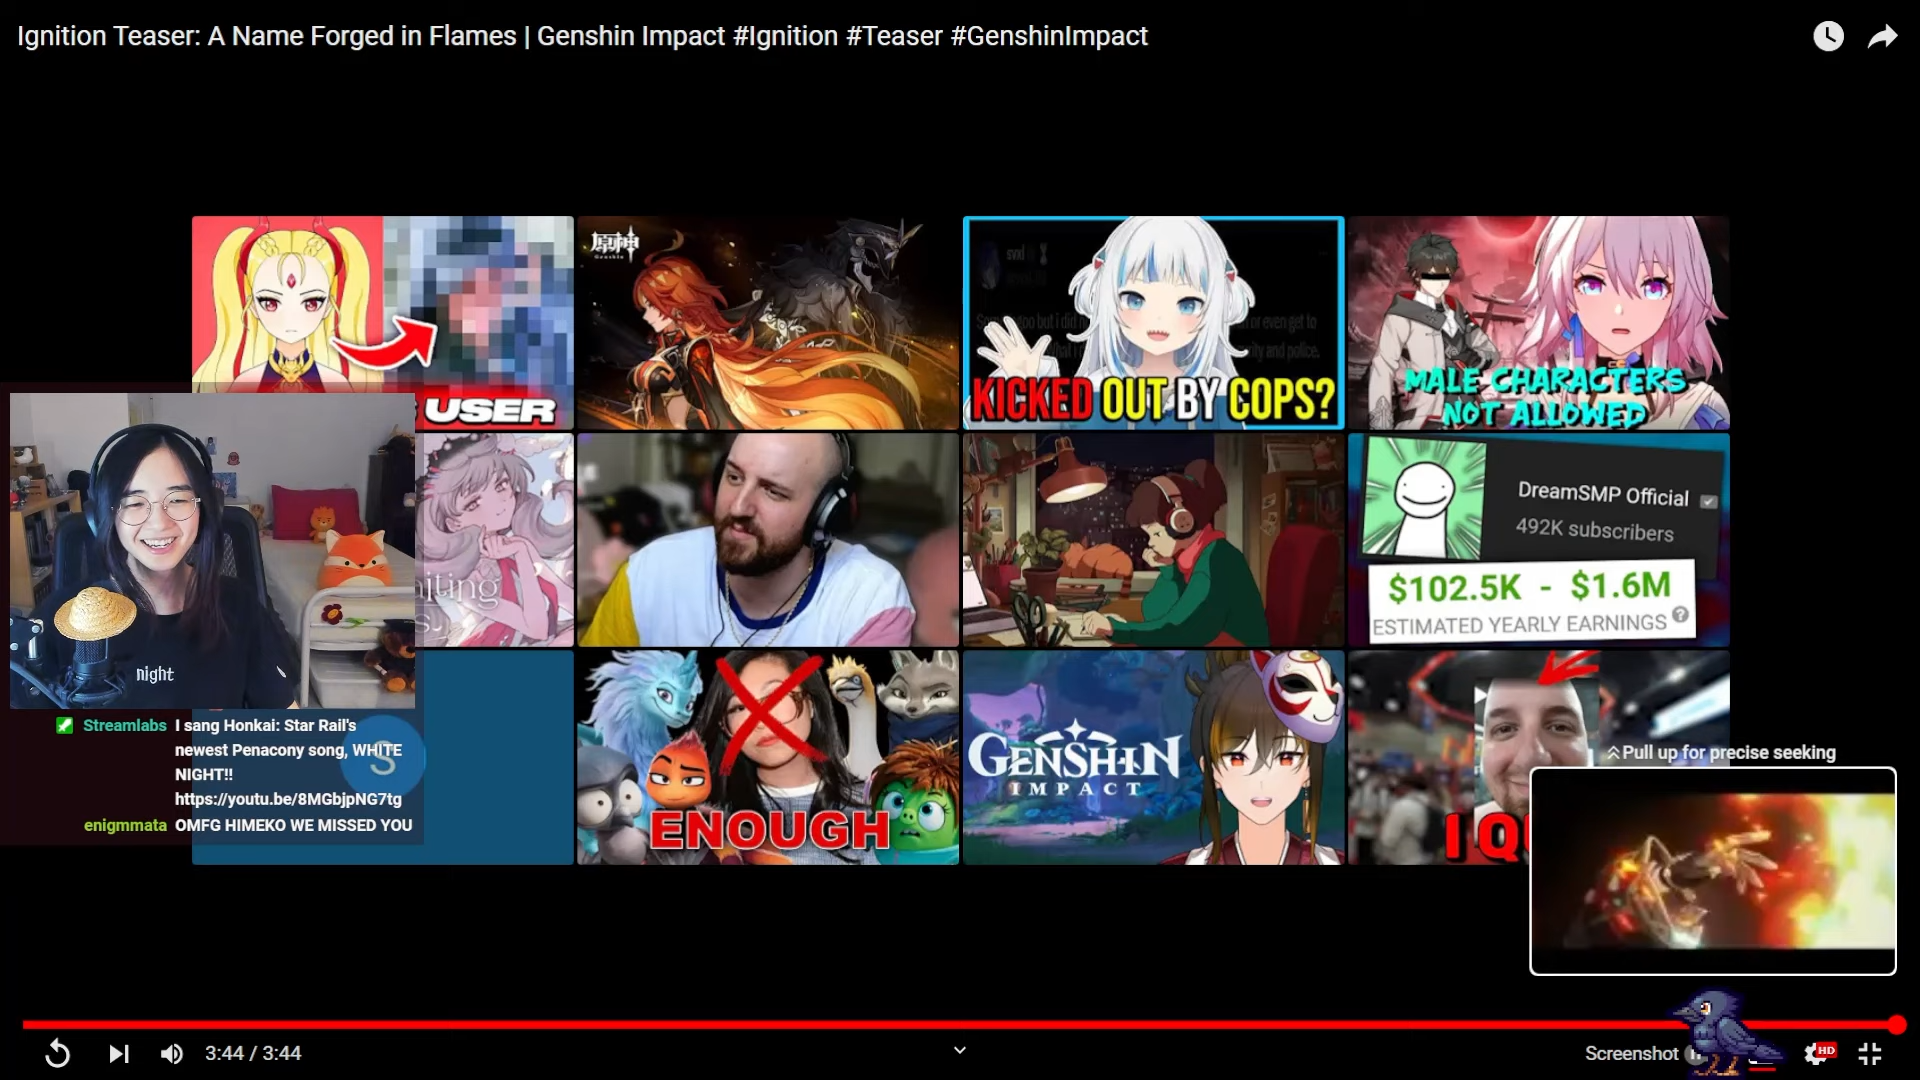 Ignition Teaser: A Name Forged in Flames | Genshin Impact #Ignition #Teaser #GenshinImpact
原神
Genshin
USER
KICKED OUT BY COPS?
MALE CHARACTERS
NOT ALLOWED
night
iting
DreamSMP Official
492K subscribers
$102.5K - $1.6M
ESTIMATED YEARLY EARNINGS ?
Streamlabs I sang Honkai: Star Rail's
newest Penacony song, WHITE
NIGHT!!
https://youtu.be/8MGbjpNG7tg
enigmmata OMFG HIMEKO WE MISSED YOU
S
ENOUGH
GENSHIN
IMPACT
I Q
Pull up for precise seeking
3:44 / 3:44
Screenshot
HD